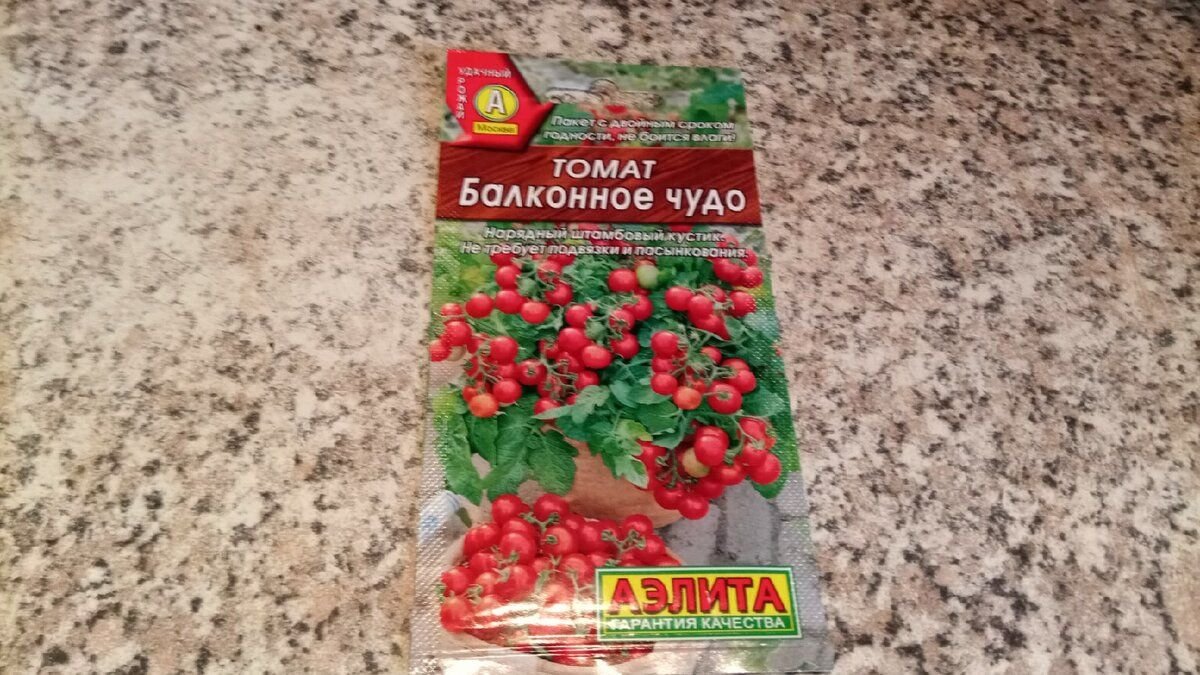 УДАЧНЫЙ
УРОЖАЙ
А
Москва
Пакет с двойным сроком
годности, не боится влаги!
ТОМАТ
Балконное чудо
Нарядный штамбовый кустик.
Не требует подвязки и пасынкования.
АЭЛИТА
ГАРАНТИЯ КАЧЕСТВА